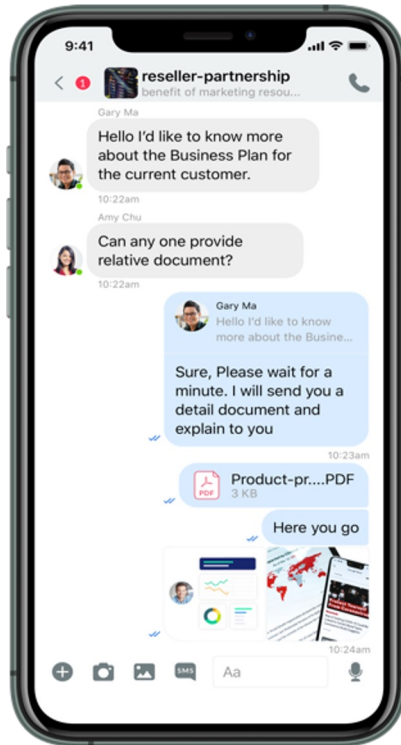 9:41
1
reseller-partnership
benefit of marketing resou...
Gary Ma
Hello I'd like to know more
about the Business Plan for
the current customer.
10:22am
Amy Chu
Can any one provide
relative document?
10:22am
Gary Ma
Hello I'd like to know
more about the Busine...
Sure, Please wait for a
minute. I will send you a
detail document and
explain to you
10:23am
Product-pr....PDF
PDF
3 KB
Here you go
10:24am
SMS
Aa